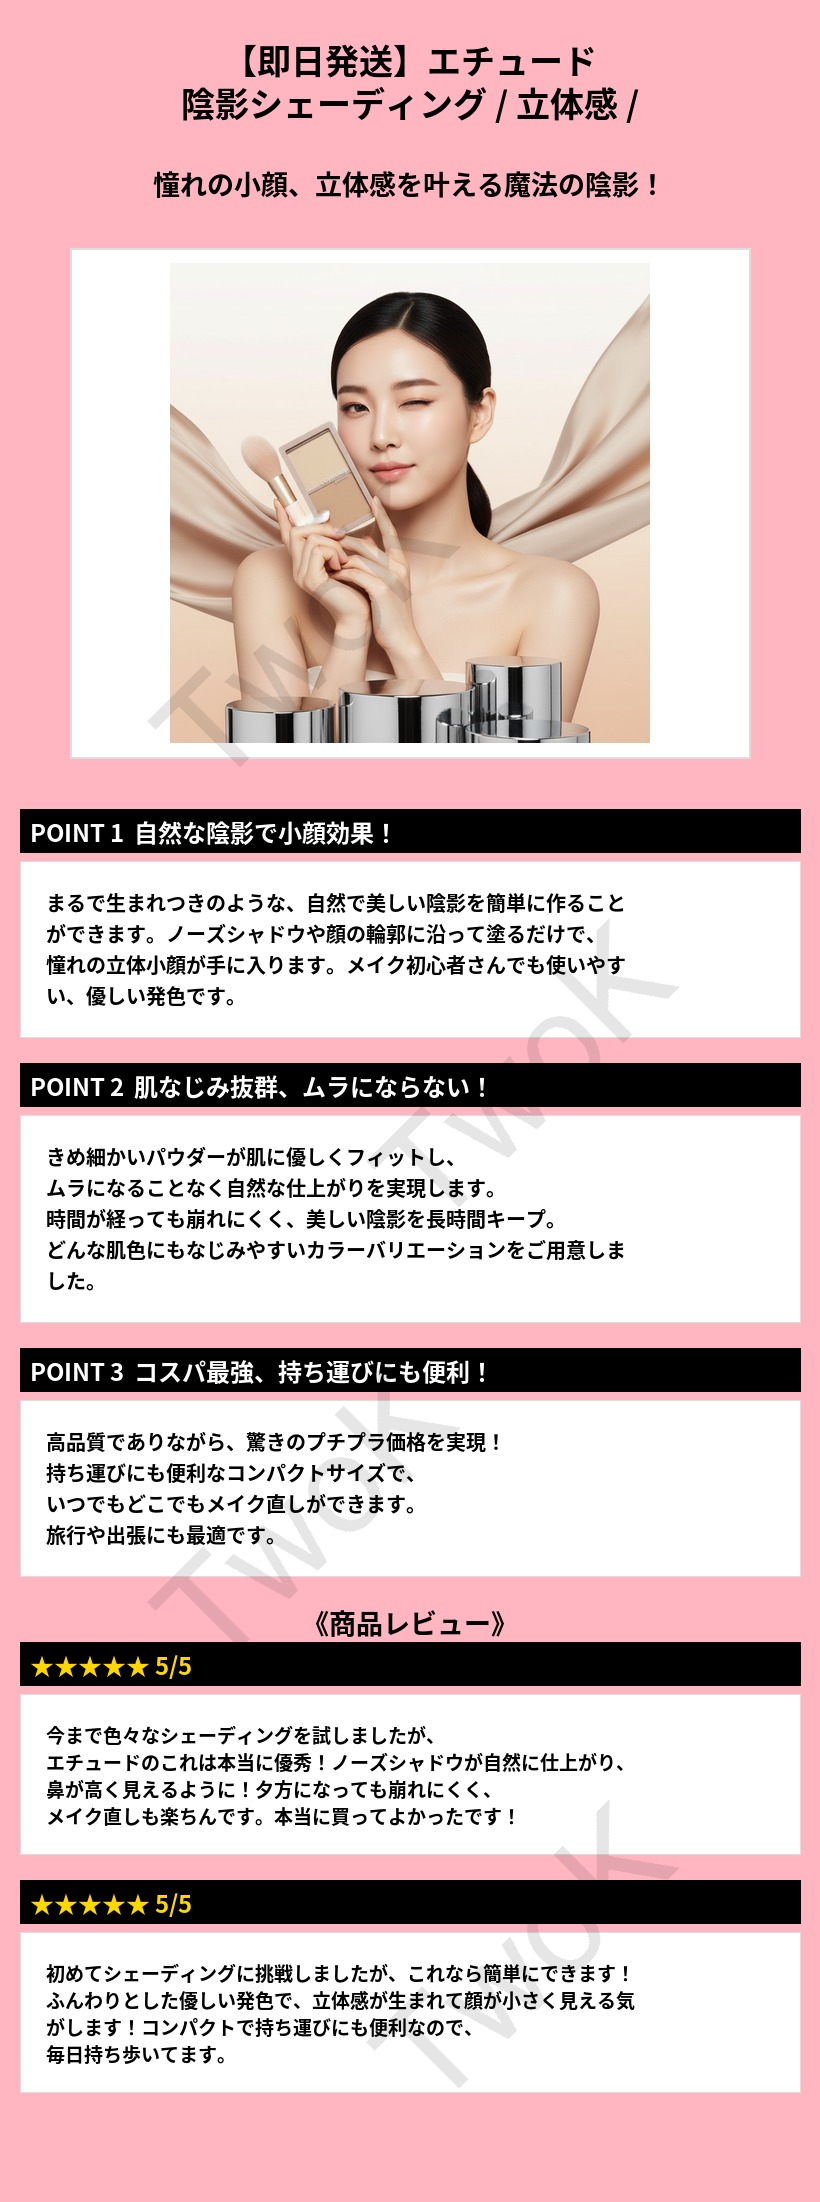 【即日発送】エチュード
陰影シェーディング / 立体感 /
憧れの小顔、立体感を叶える魔法の陰影！
TwoK
POINT 1 自然な陰影で小顔効果！
まるで生まれつきのような、自然で美しい陰影を簡単に作ること
ができます。ノーズシャドウや顔の輪郭に沿って塗るだけで、
憧れの立体小顔が手に入ります。メイク初心者さんでも使いやす
い、優しい発色です。
TwoK
POINT 2 肌なじみ抜群、ムラにならない！
きめ細かいパウダーが肌に優しくフィットし、
ムラになることなく自然な仕上がりを実現します。
時間が経っても崩れにくく、美しい陰影を長時間キープ。
どんな肌色にもなじみやすいカラーバリエーションをご用意しま
した。
POINT 3 コスパ最強、持ち運びにも便利！
高品質でありながら、驚きのプチプラ価格を実現！
持ち運びにも便利なコンパクトサイズで、
いつでもどこでもメイク直しができます。
旅行や出張にも最適です。
TwoK
《商品レビュー》
★★★★★ 5/5
今まで色々なシェーディングを試しましたが、
エチュードのこれは本当に優秀！ノーズシャドウが自然に仕上がり、
鼻が高く見えるように！夕方になっても崩れにくく、
メイク直しも楽ちんです。本当に買ってよかったです！
★★★★★ 5/5
初めてシェーディングに挑戦しましたが、これなら簡単にできます！
ふんわりとした優しい発色で、立体感が生まれて顔が小さく見える気
がします！コンパクトで持ち運びにも便利なので、
毎日持ち歩いてます。
TwoK